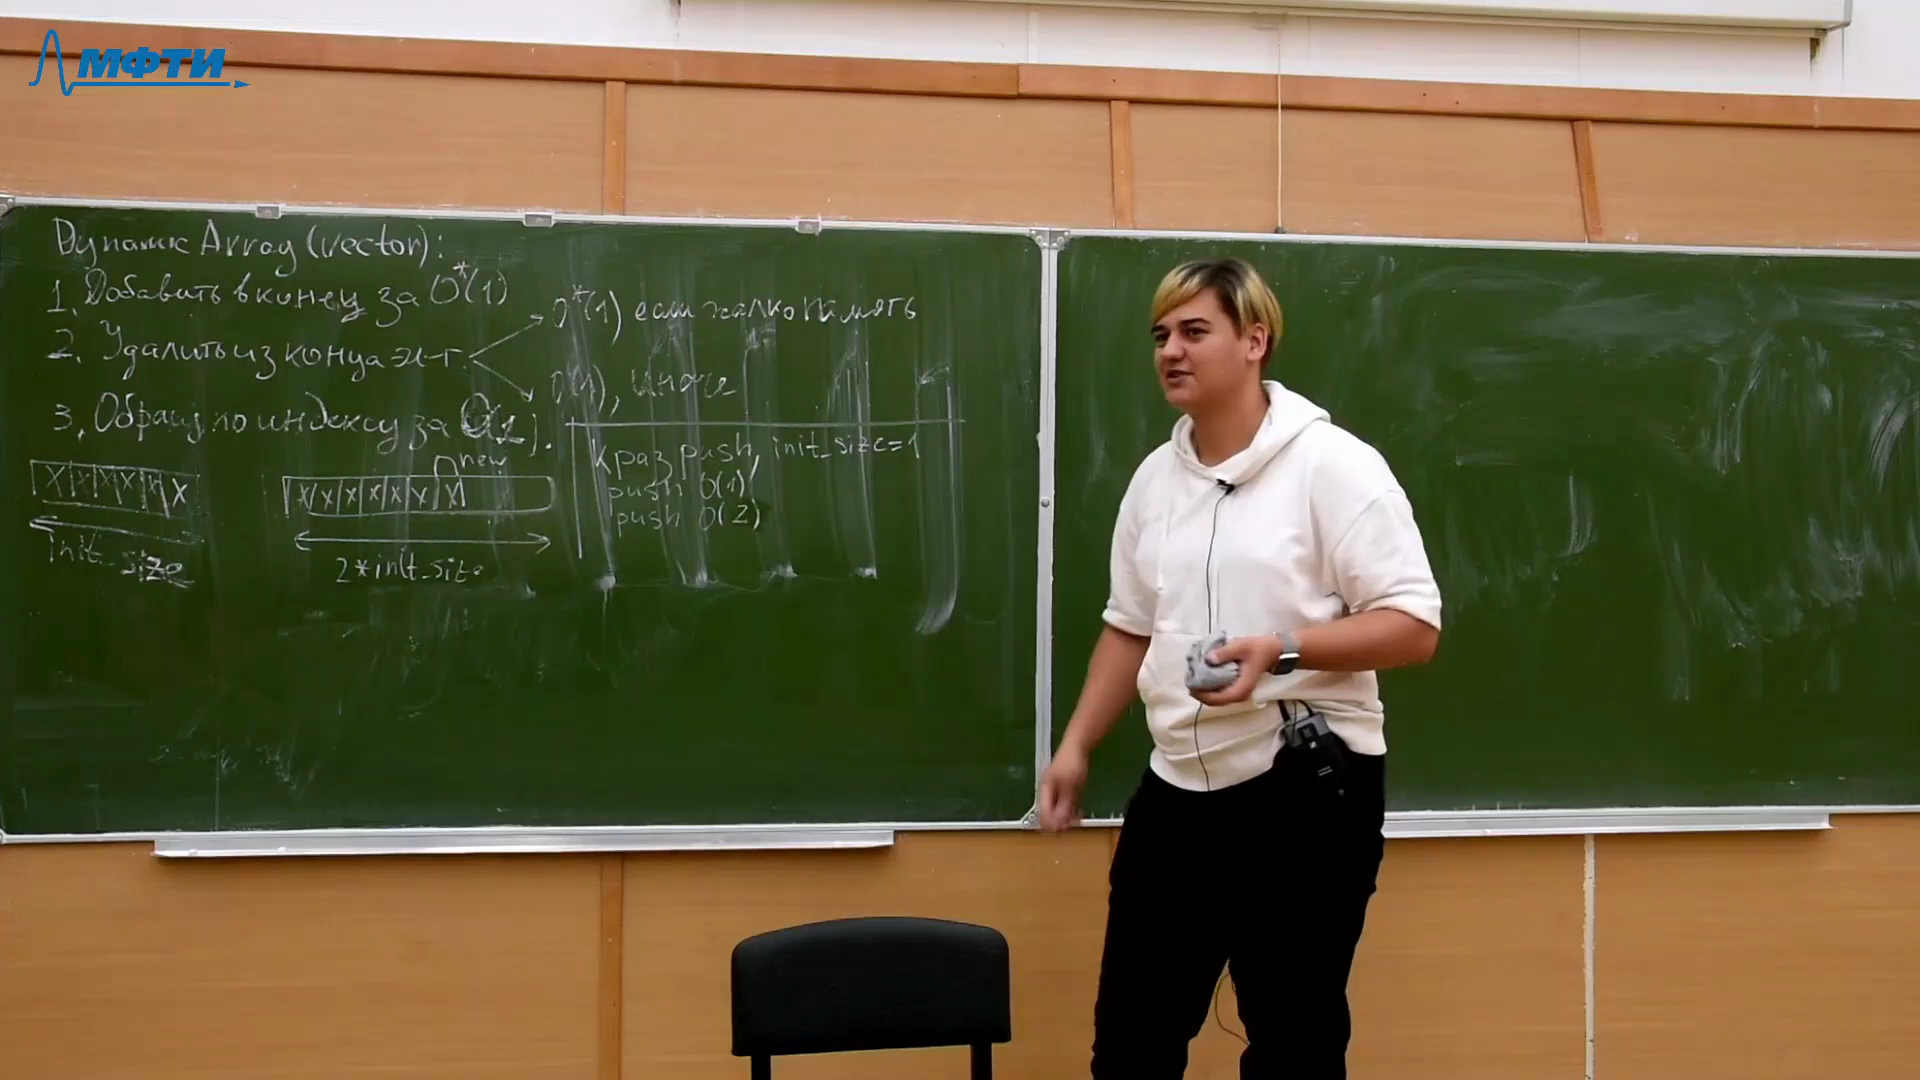 МФТИ
Dynamic Array (vector):
1. Добавить в конец за O*(1)
2. Удалить из конца эл-т.
O*(1) если жалко память
O(1), иначе
3. Обращ. по индексу за O(1).
new
X X X X X X
X X X X X X X
init_size
2*init_size
k раз push, init_size=1
push O(1)
push O(2)